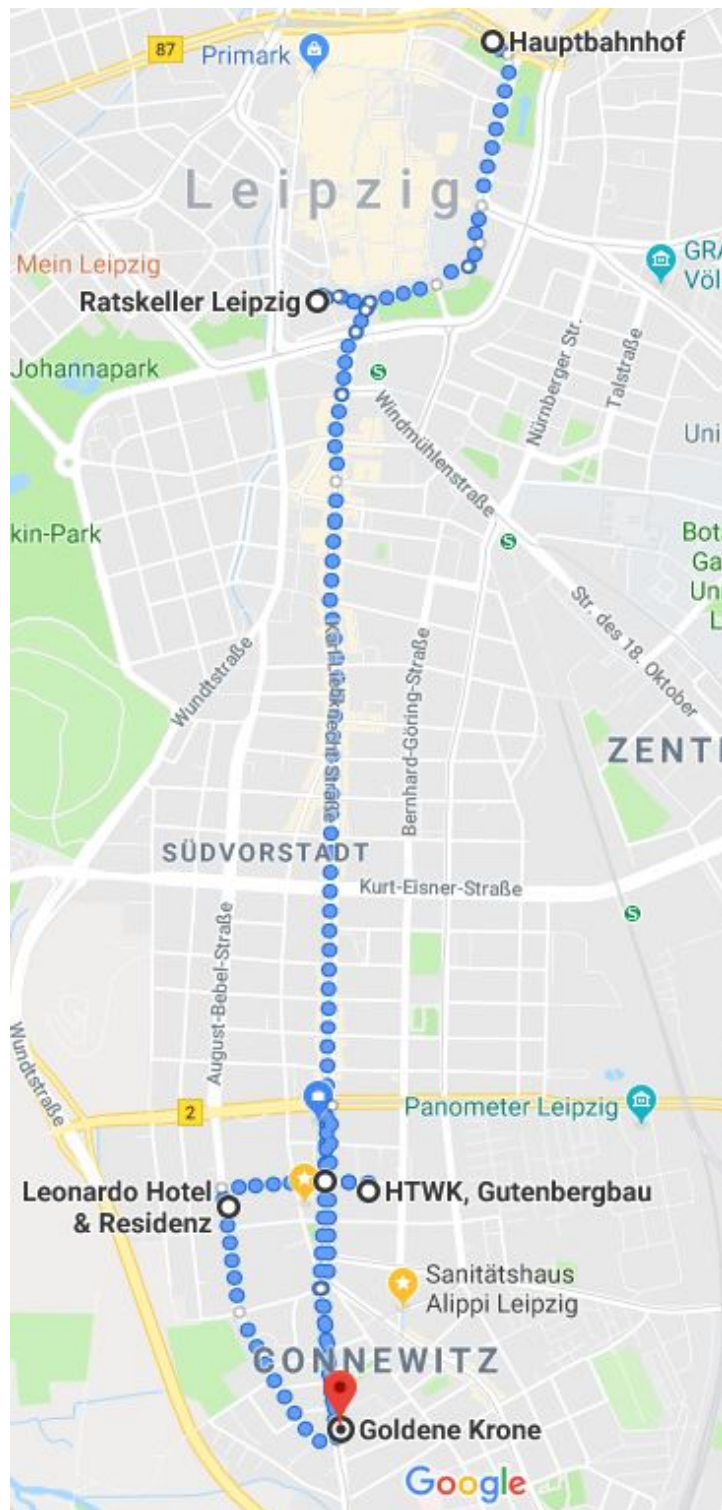 Hauptbahnhof
87
Primark
Leipzig
GRA
Völ
Mein Leipzig
Ratskeller Leipzig
Johannapark
S
Nürnberger Str.
Talstraße
Windmühlenstraße
Uni
kin-Park
S
Bota
Ga
Un
L
Str. des 18. Oktober
Wundtstraße
Karl-Liebknecht-Straße
Bernhard-Göring-Straße
ZENT
SÜDVORSTADT
Kurt-Eisner-Straße
S
August-Bebel-Straße
Wundtstraße
2
Panometer Leipzig
Leonardo Hotel
& Residenz
HTWK, Gutenbergbau
Sanitätshaus
Alippi Leipzig
CONNEWITZ
Goldene Krone
Google